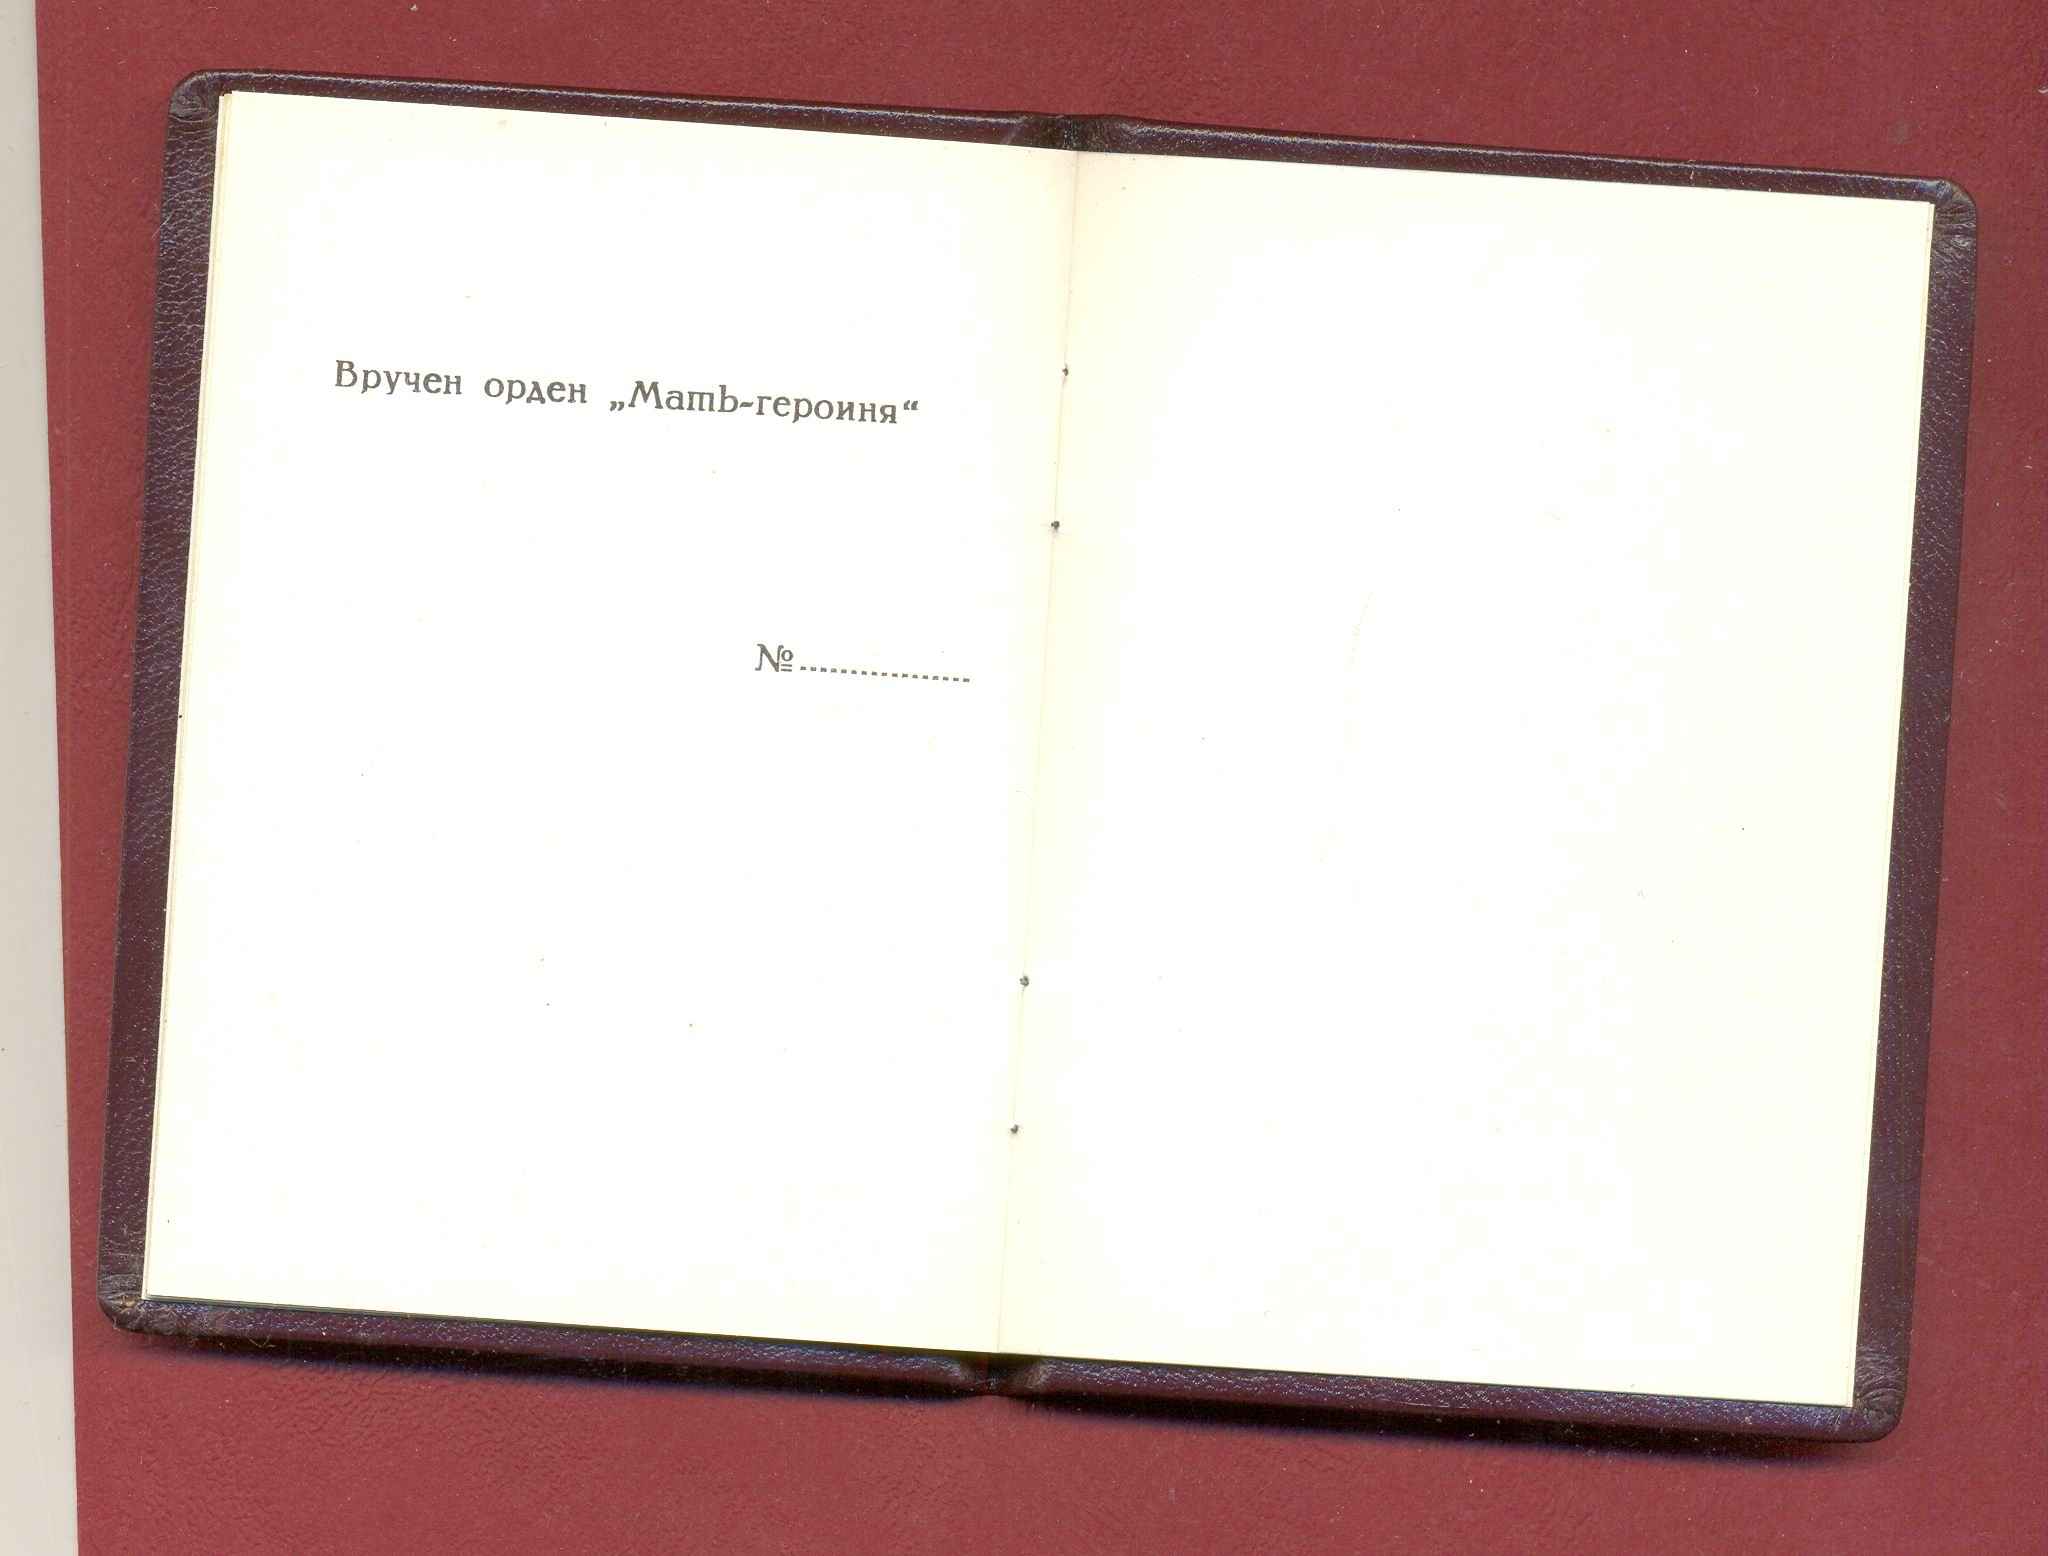 Вручен орден „Мать-героиня“
№.................